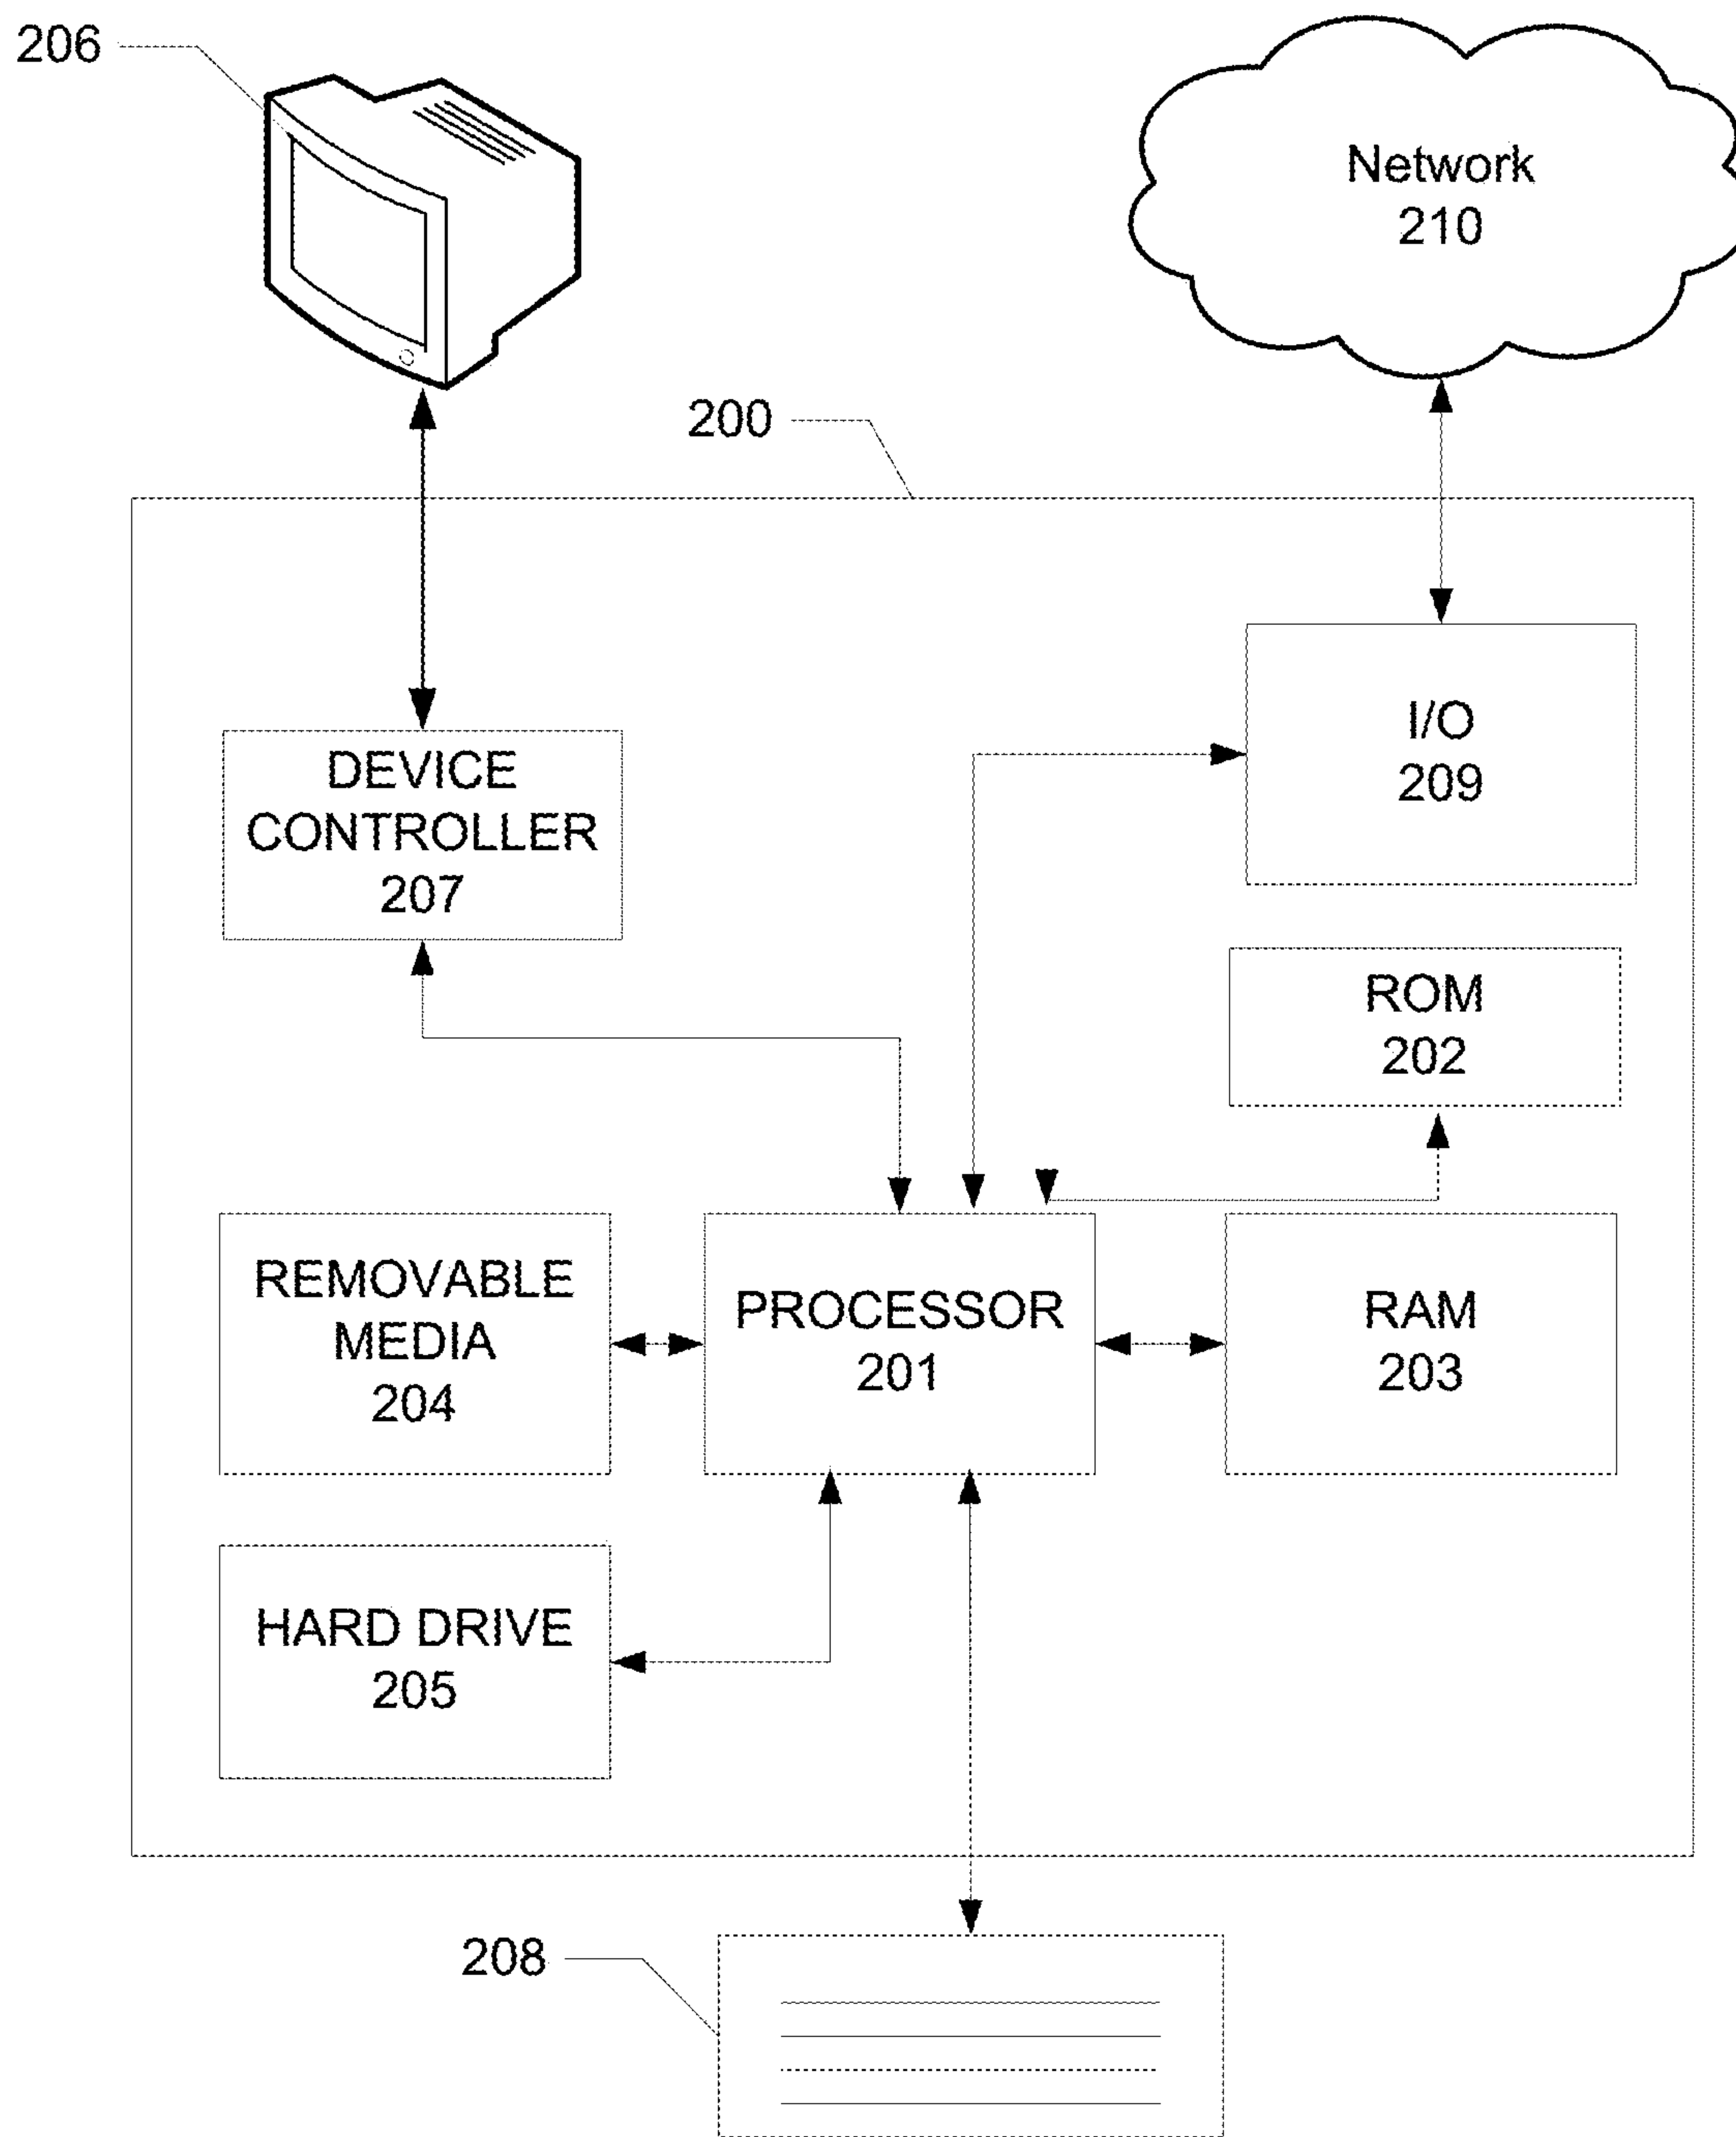 206
Network
210
200
DEVICE
CONTROLLER
207
I/O
209
ROM
202
REMOVABLE
MEDIA
204
PROCESSOR
201
RAM
203
HARD DRIVE
205
208